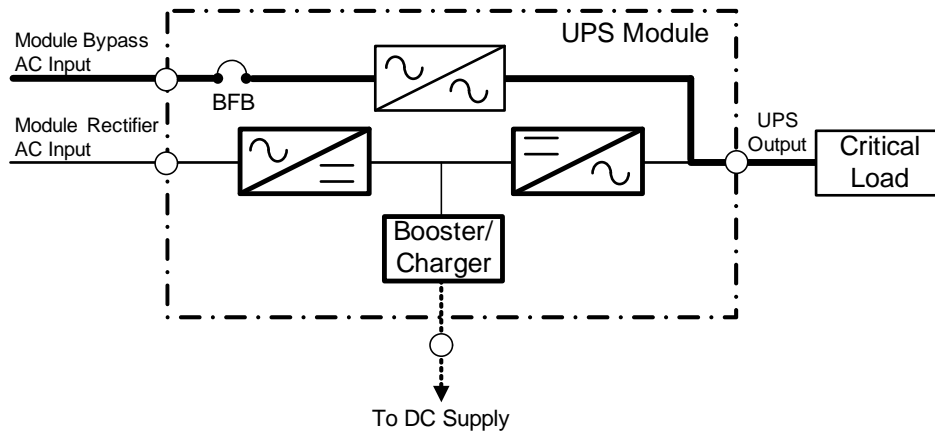 UPS Module
Module Bypass
AC Input
BFB
Module Rectifier
AC Input
UPS
Output
Critical
Load
Booster/
Charger
To DC Supply